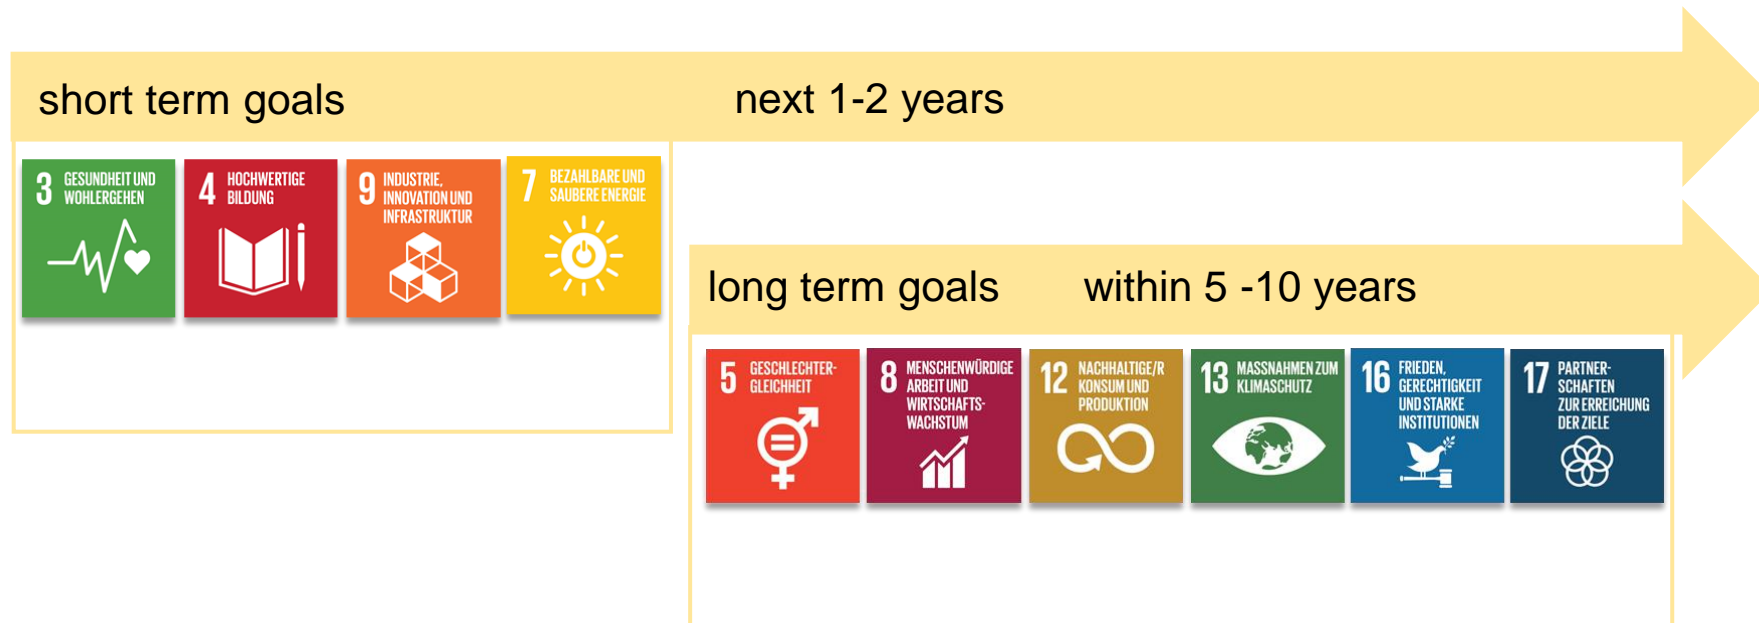 short term goals next 1-2 years
3 GESUNDHEIT UND
WOHLERGEHEN
4 HOCHWERTIGE
BILDUNG
9 INDUSTRIE,
INNOVATION UND
INFRASTRUKTUR
7 BEZAHLBARE UND
SAUBERE ENERGIE
long term goals within 5 -10 years
5 GESCHLECHTER-
GLEICHHEIT
8 MENSCHENWÜRDIGE
ARBEIT UND
WIRTSCHAFTS-
WACHSTUM
12 NACHHALTIGE/R
KONSUM UND
PRODUKTION
13 MASSNAHMEN ZUM
KLIMASCHUTZ
16 FRIEDEN,
GERECHTIGKEIT
UND STARKE
INSTITUTIONEN
17 PARTNER-
SCHAFTEN
ZUR ERREICHUNG
DER ZIELE